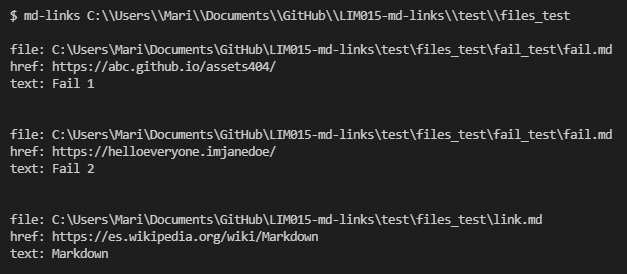 $ md-links C:\\Users\\Mari\\Documents\\GitHub\\LIM015-md-links\\test\\files_test
file: C:\Users\Mari\Documents\GitHub\LIM015-md-links\test\files_test\fail_test\fail.md
href: https://abc.github.io/assets404/
text: Fail 1
file: C:\Users\Mari\Documents\GitHub\LIM015-md-links\test\files_test\fail_test\fail.md
href: https://helloeveryone.imjanedoe/
text: Fail 2
file: C:\Users\Mari\Documents\GitHub\LIM015-md-links\test\files_test\link.md
href: https://es.wikipedia.org/wiki/Markdown
text: Markdown